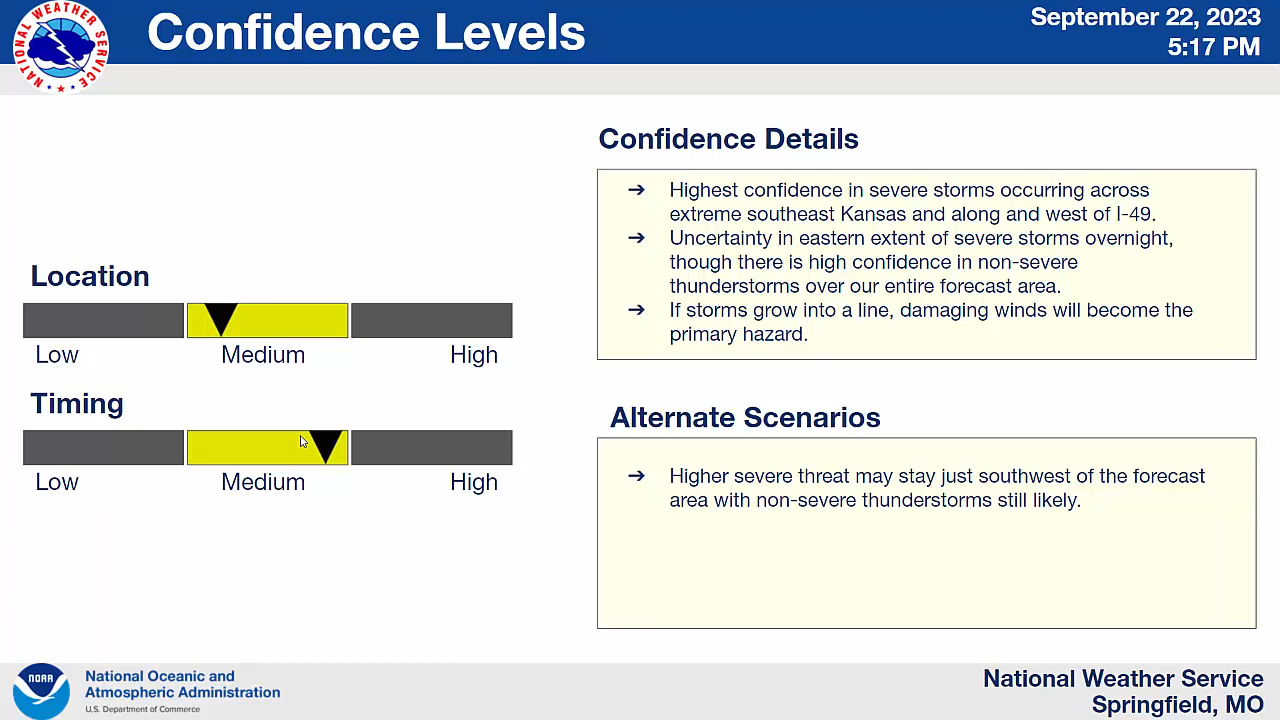 NATIONAL WEATHER SERVICE
Confidence Levels
September 22, 2023
5:17 PM
Location
Low Medium High
Timing
Low Medium High
Confidence Details
➔ Highest confidence in severe storms occurring across
extreme southeast Kansas and along and west of I-49.
➔ Uncertainty in eastern extent of severe storms overnight,
though there is high confidence in non-severe
thunderstorms over our entire forecast area.
➔ If storms grow into a line, damaging winds will become the
primary hazard.
Alternate Scenarios
➔ Higher severe threat may stay just southwest of the forecast
area with non-severe thunderstorms still likely.
NOAA
National Oceanic and
Atmospheric Administration
U.S. Department of Commerce
National Weather Service
Springfield, MO